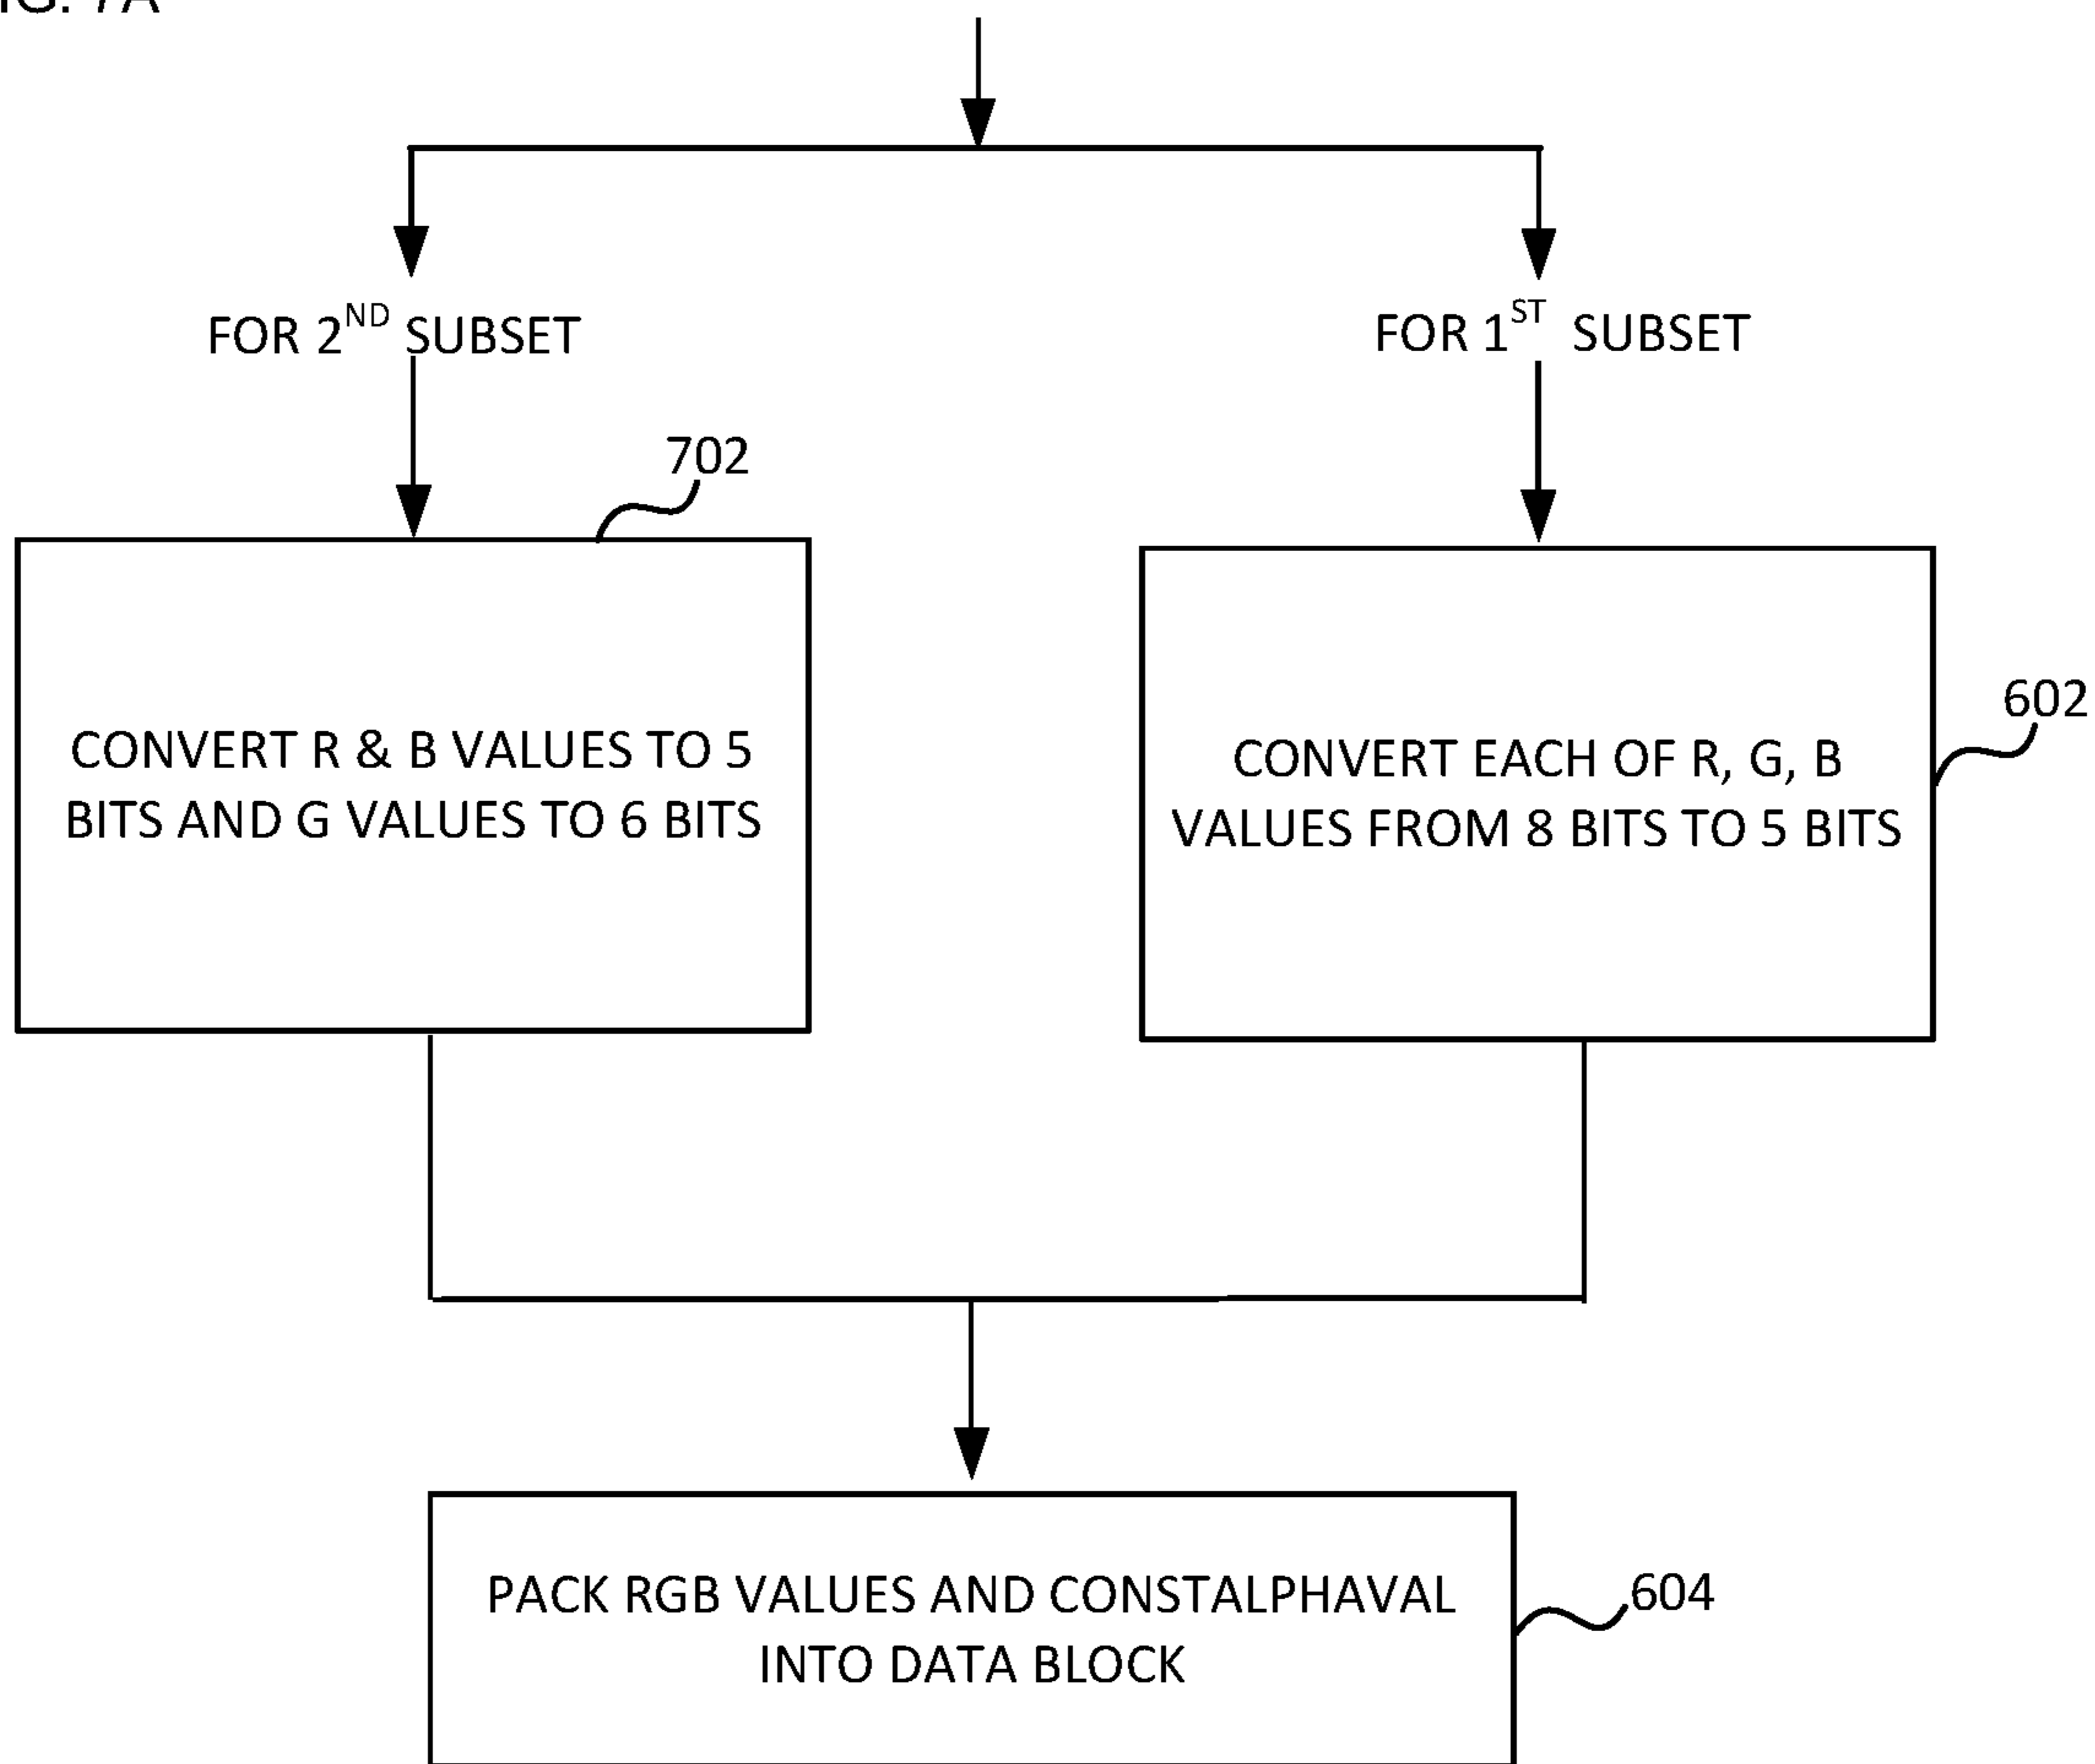 FOR 2ND SUBSET
FOR 1ST SUBSET
702
CONVERT R & B VALUES TO 5
BITS AND G VALUES TO 6 BITS
602
CONVERT EACH OF R, G, B
VALUES FROM 8 BITS TO 5 BITS
PACK RGB VALUES AND CONSTALPHAVAL
INTO DATA BLOCK
604